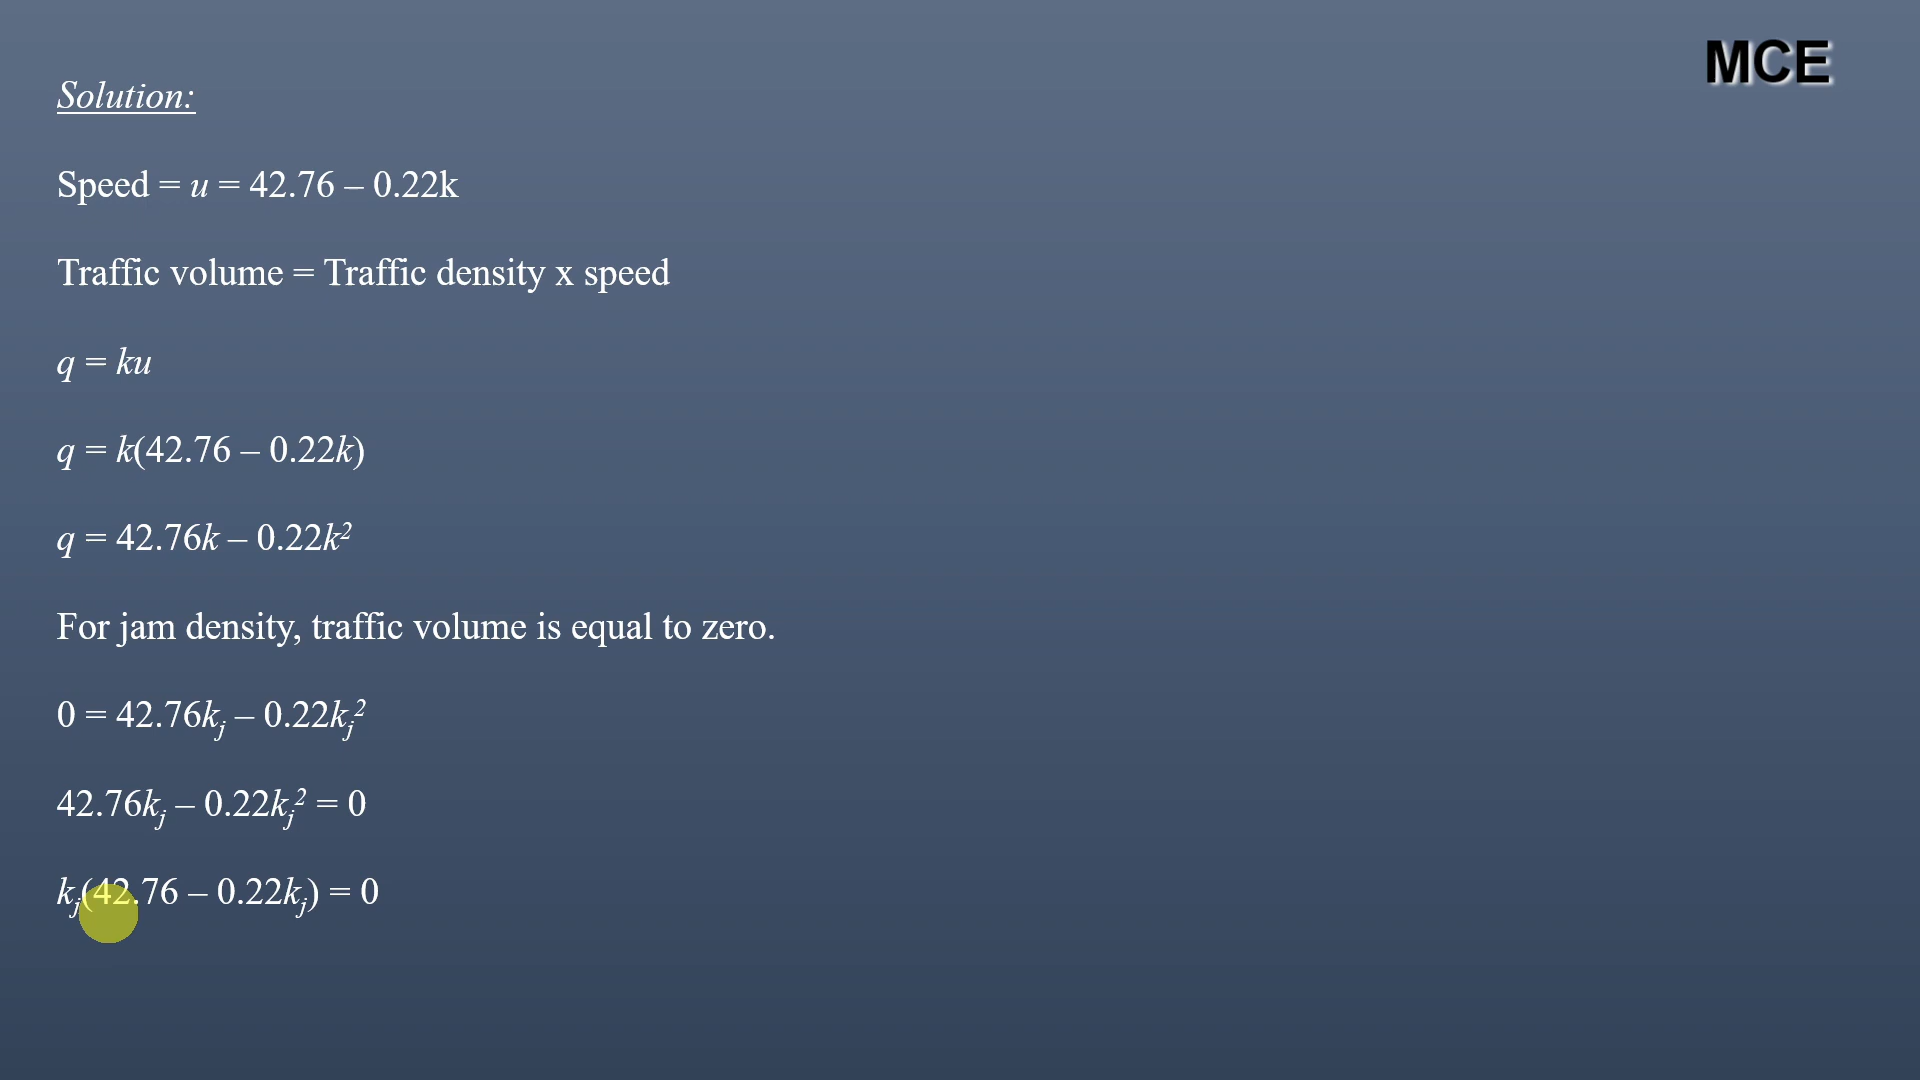 MCE
Solution:
Speed = u = 42.76 – 0.22k
Traffic volume = Traffic density x speed
q = ku
q = k(42.76 – 0.22k)
q = 42.76k – 0.22k²
For jam density, traffic volume is equal to zero.
0 = 42.76kⱼ – 0.22kⱼ²
42.76kⱼ – 0.22kⱼ² = 0
kⱼ(42.76 – 0.22kⱼ) = 0